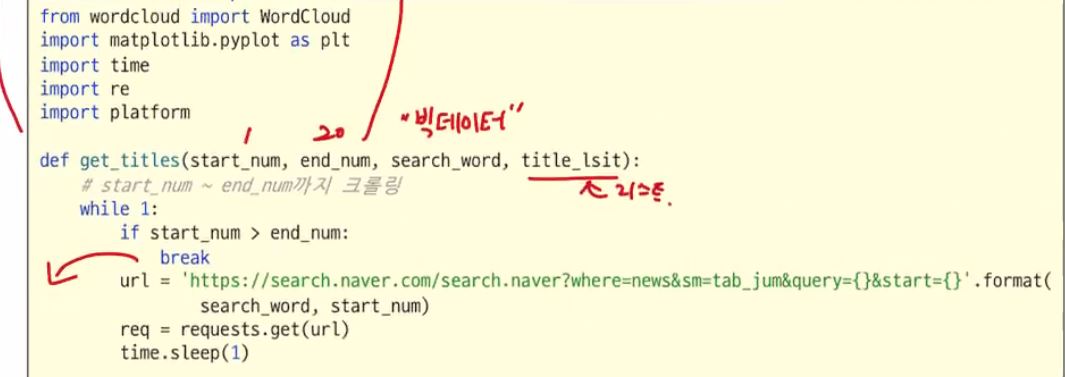 from wordcloud import WordCloud
import matplotlib.pyplot as plt
import time
import re
import platform
1 20 "빅데이터"
def get_titles(start_num, end_num, search_word, title_lsit):
# start_num ~ end_num까지 크롤링
리스트.
while 1:
if start_num > end_num:
break
url = 'https://search.naver.com/search.naver?where=news&sm=tab_jum&query={}&start={}'.format(
search_word, start_num)
req = requests.get(url)
time.sleep(1)